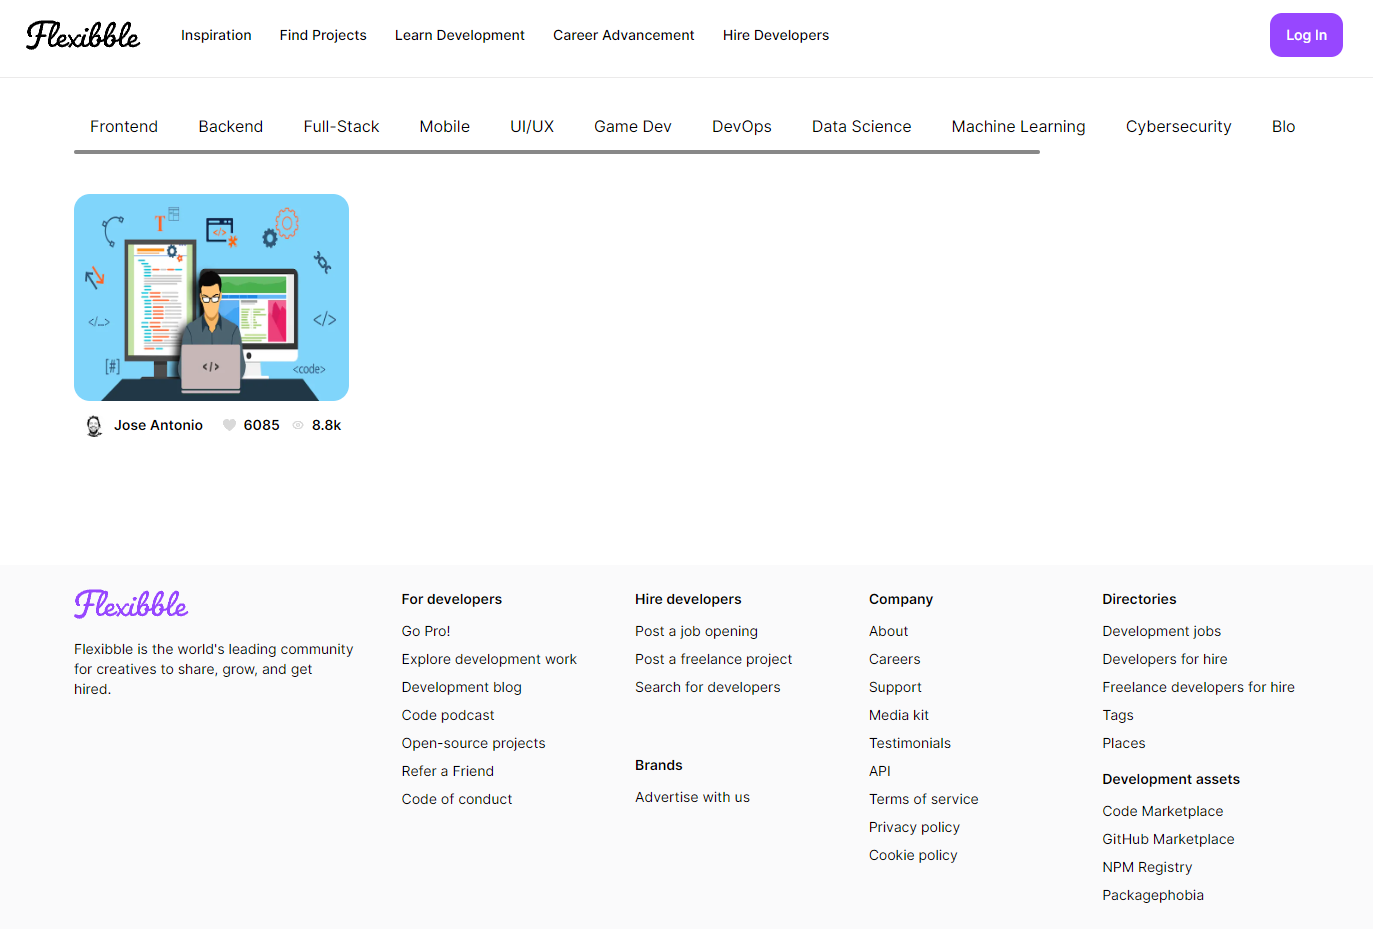 Flexibble
Inspiration
Find Projects
Learn Development
Career Advancement
Hire Developers
Log In
Frontend
Backend
Full-Stack
Mobile
UI/UX
Game Dev
DevOps
Data Science
Machine Learning
Cybersecurity
Blo
T
</>
</...>
</>
[#]
</>
<code>
Jose Antonio
6085
8.8k
Flexibble
Flexibble is the world's leading community
for creatives to share, grow, and get
hired.
For developers
Go Pro!
Explore development work
Development blog
Code podcast
Open-source projects
Refer a Friend
Code of conduct
Hire developers
Post a job opening
Post a freelance project
Search for developers
Brands
Advertise with us
Company
About
Careers
Support
Media kit
Testimonials
API
Terms of service
Privacy policy
Cookie policy
Directories
Development jobs
Developers for hire
Freelance developers for hire
Tags
Places
Development assets
Code Marketplace
GitHub Marketplace
NPM Registry
Packagephobia